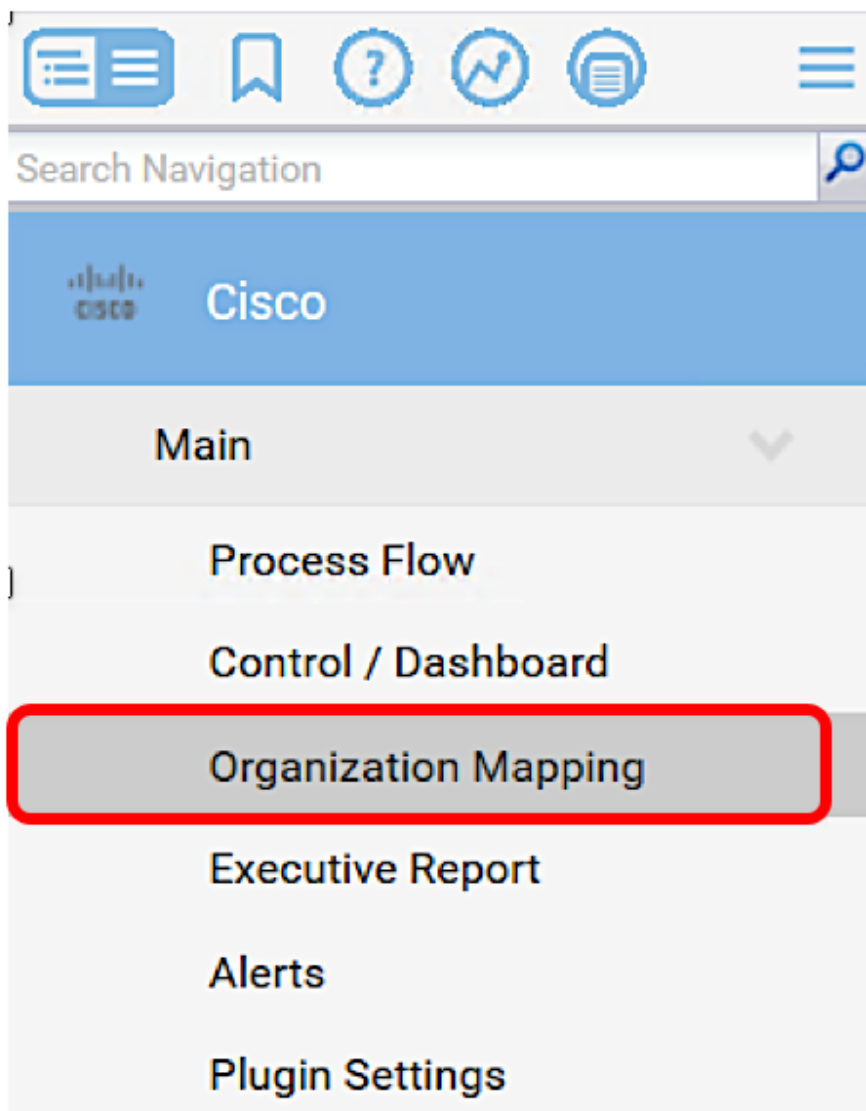 ?
Search Navigation
CISCO
Cisco
Main
Process Flow
Control / Dashboard
Organization Mapping
Executive Report
Alerts
Plugin Settings